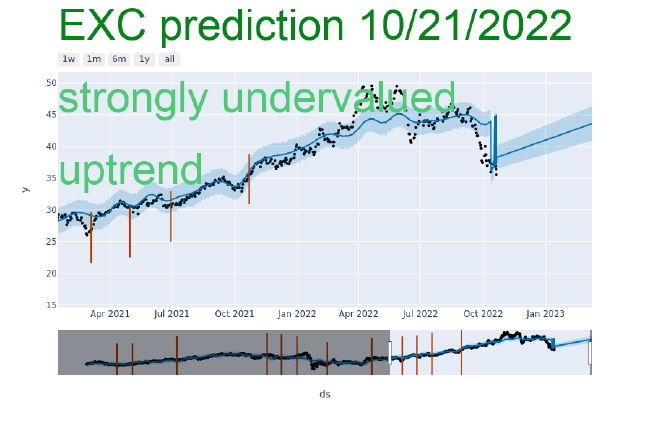 EXC prediction 10/21/2022
1w 1m 6m 1y all
strongly undervalued
uptrend
50
45
40
35
30
25
20
15
y
Apr 2021 Jul 2021 Oct 2021 Jan 2022 Apr 2022 Jul 2022 Oct 2022 Jan 2023
ds